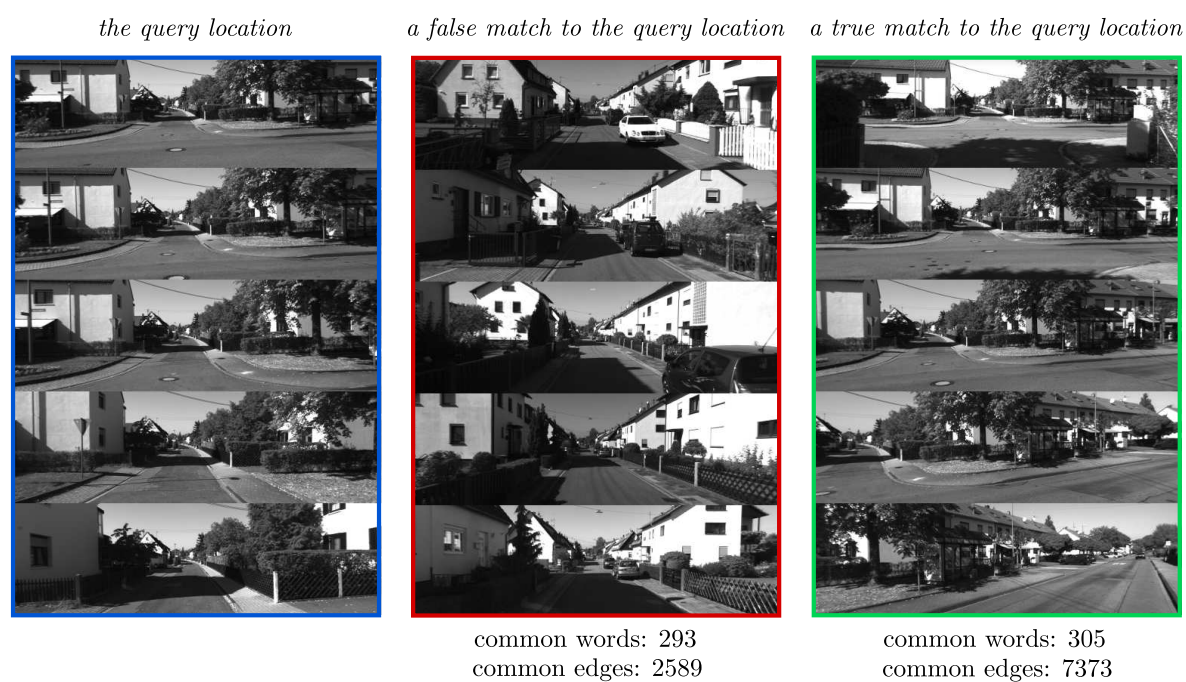 the query location
a false match to the query location
a true match to the query location
common words: 293
common edges: 2589
common words: 305
common edges: 7373